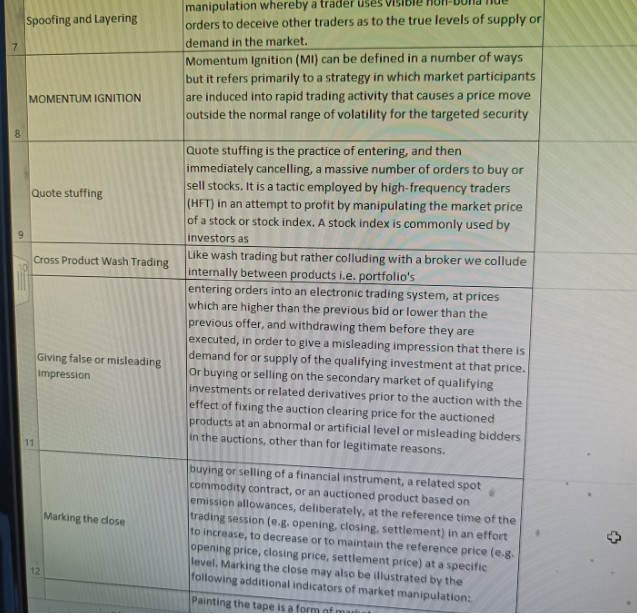 manipulation whereby a trader uses visible non-bona fide
Spoofing and Layering
orders to deceive other traders as to the true levels of supply or
7
demand in the market.
Momentum Ignition (MI) can be defined in a number of ways
but it refers primarily to a strategy in which market participants
MOMENTUM IGNITION
are induced into rapid trading activity that causes a price move
outside the normal range of volatility for the targeted security
8
Quote stuffing is the practice of entering, and then
immediately cancelling, a massive number of orders to buy or
Quote stuffing
sell stocks. It is a tactic employed by high-frequency traders
(HFT) in an attempt to profit by manipulating the market price
of a stock or stock index. A stock index is commonly used by
9
investors as
Cross Product Wash Trading
Like wash trading but rather colluding with a broker we collude
10
internally between products i.e. portfolio's
entering orders into an electronic trading system, at prices
which are higher than the previous bid or lower than the
previous offer, and withdrawing them before they are
executed, in order to give a misleading impression that there is
Giving false or misleading
impression
demand for or supply of the qualifying investment at that price.
Or buying or selling on the secondary market of qualifying
investments or related derivatives prior to the auction with the
effect of fixing the auction clearing price for the auctioned
products at an abnormal or artificial level or misleading bidders
11
in the auctions, other than for legitimate reasons.
buying or selling of a financial instrument, a related spot
commodity contract, or an auctioned product based on
emission allowances, deliberately, at the reference time of the
Marking the close
trading session (e.g. opening, closing, settlement) in an effort
to increase, to decrease or to maintain the reference price (e.g.
opening price, closing price, settlement price) at a specific
level. Marking the close may also be illustrated by the
12
following additional indicators of market manipulation:
Painting the tape is a form of